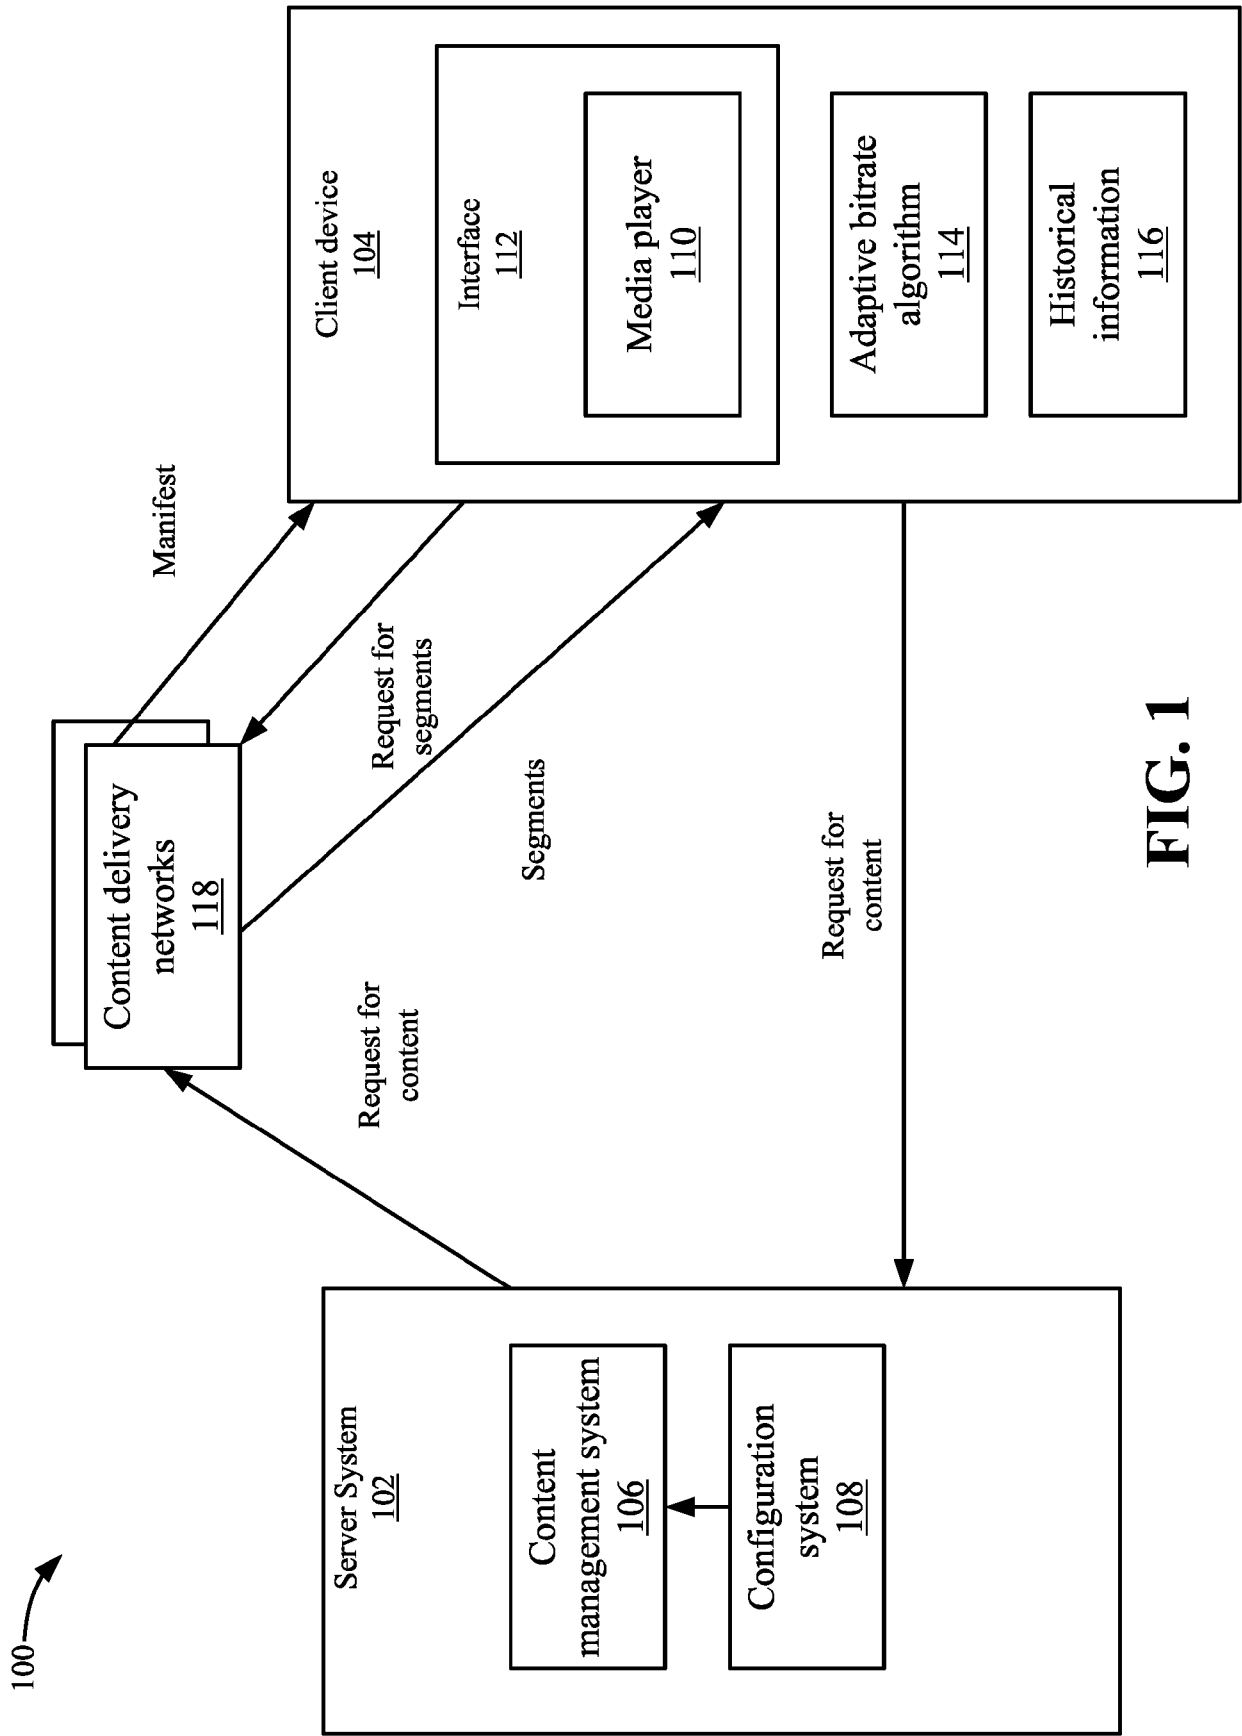 100
Server System
102
Content
management system
106
Configuration
system
108
Content delivery
networks
118
Request for
content
Manifest
Request for
segments
Segments
Request for
content
Client device
104
Interface
112
Media player
110
Adaptive bitrate
algorithm
114
Historical
information
116
FIG. 1